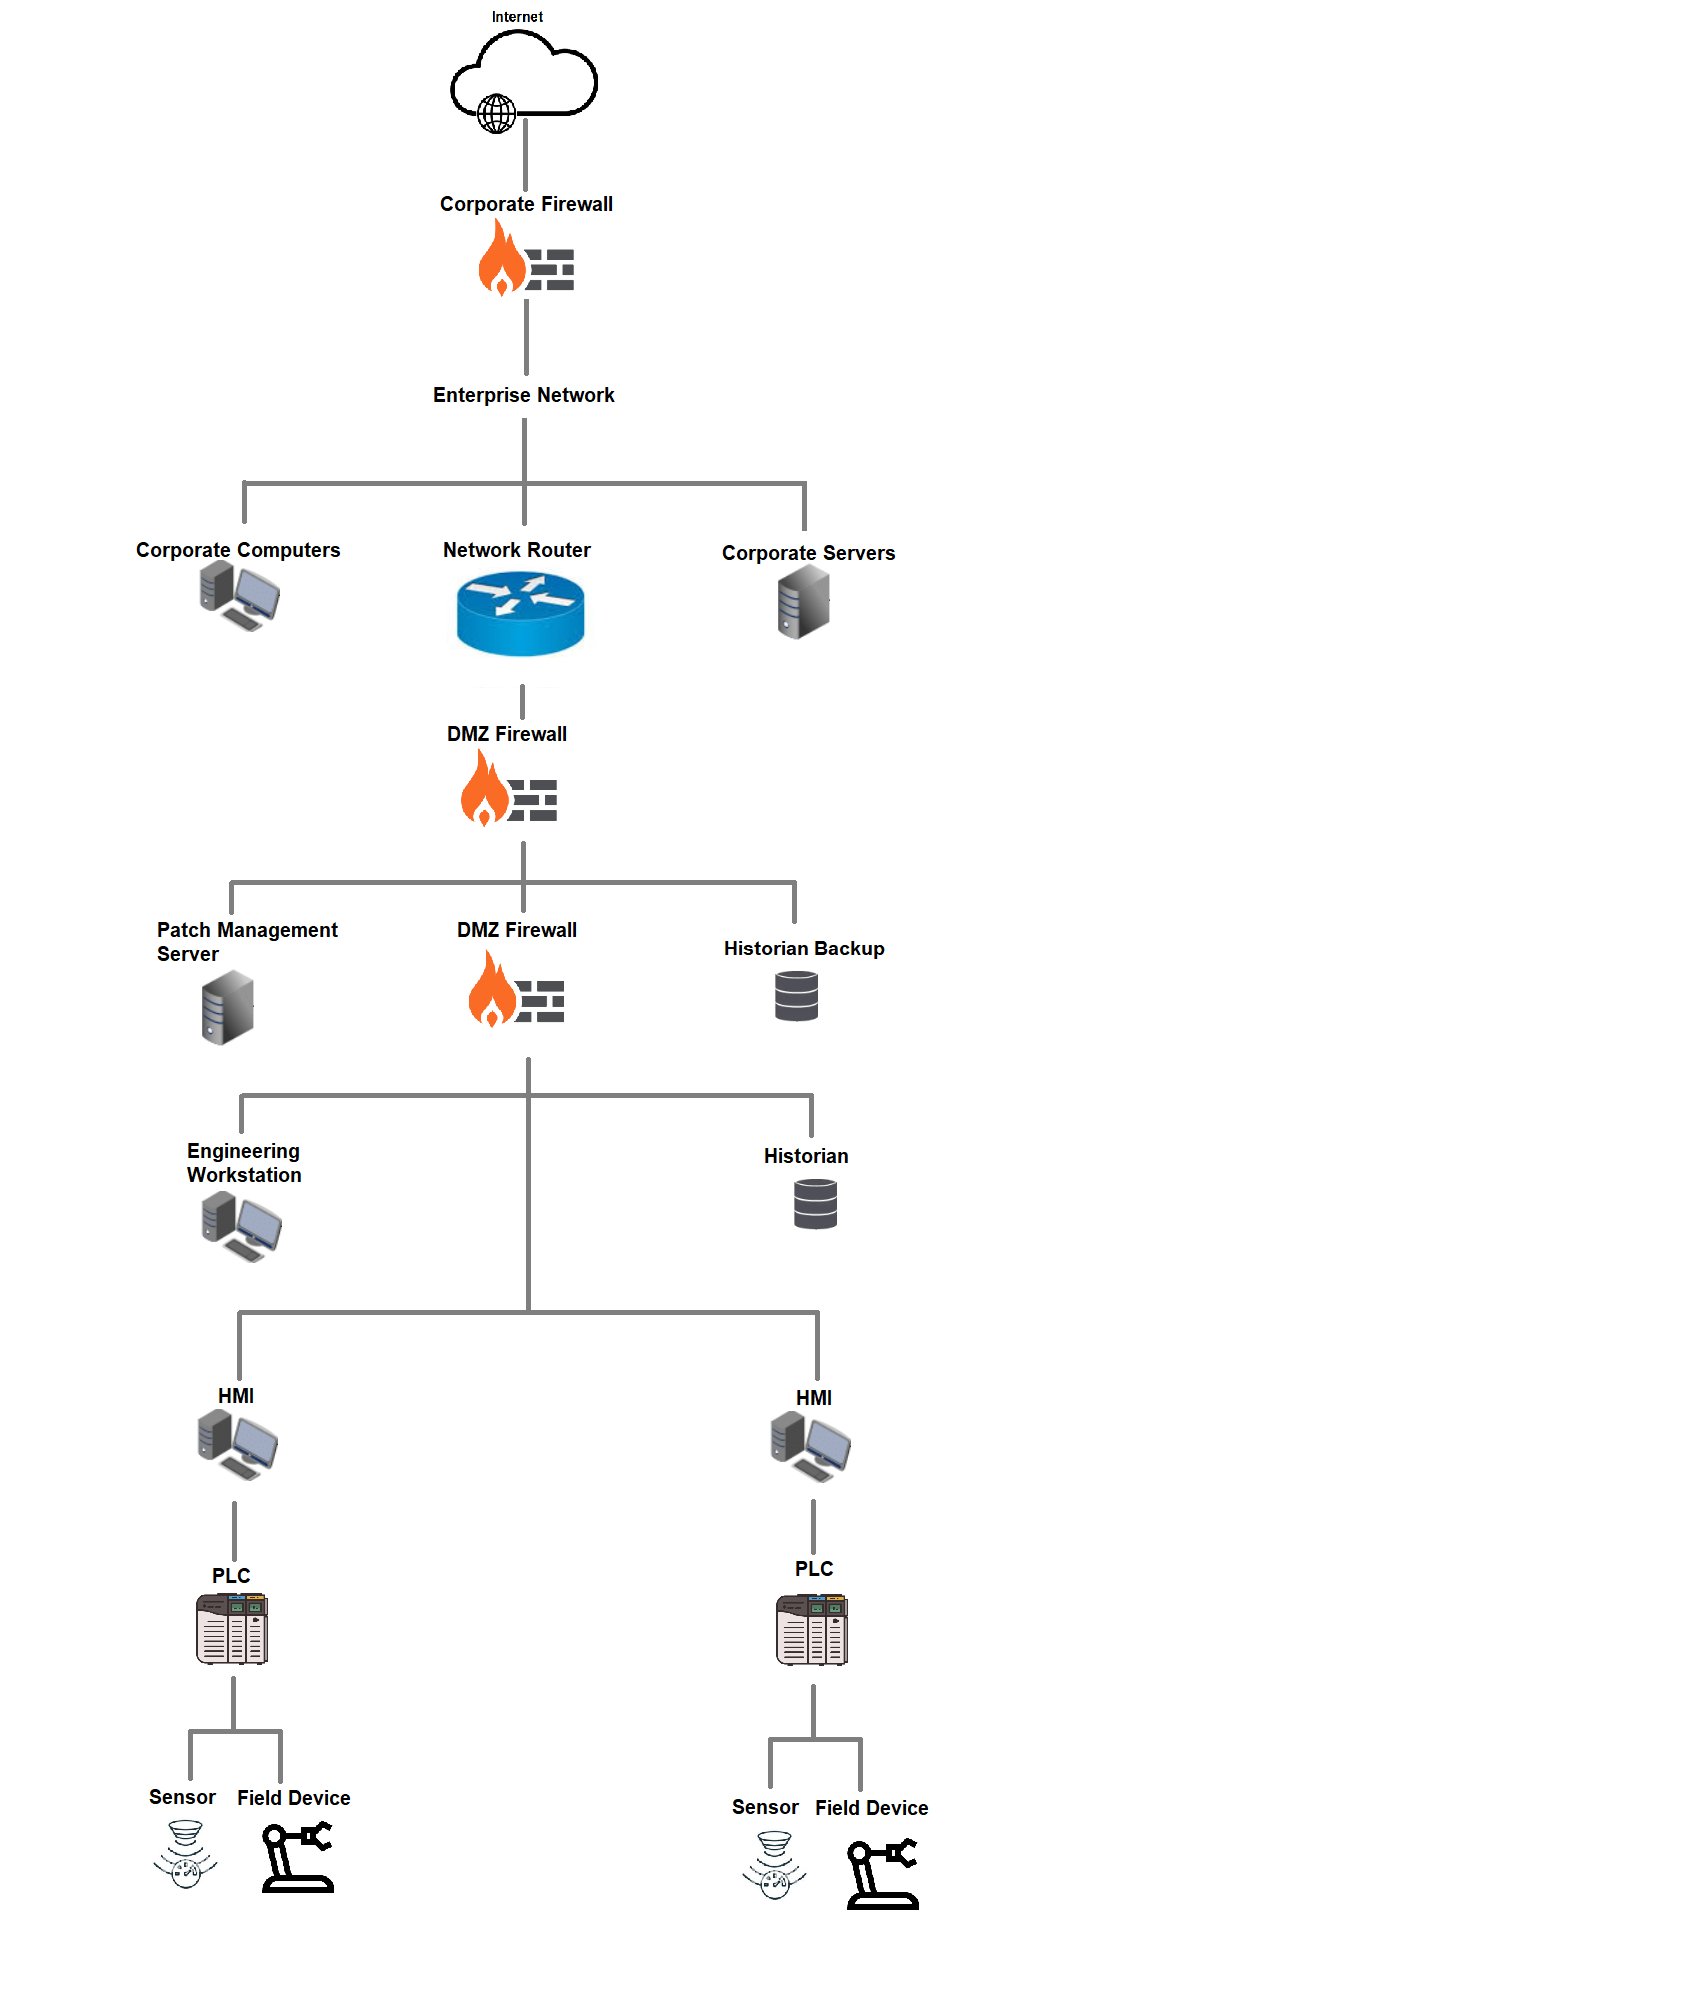 Internet
Corporate Firewall
Enterprise Network
Corporate Computers
Network Router
Corporate Servers
DMZ Firewall
Patch Management
Server
DMZ Firewall
Historian Backup
Engineering
Workstation
Historian
HMI
HMI
PLC
PLC
Sensor
Field Device
Sensor
Field Device